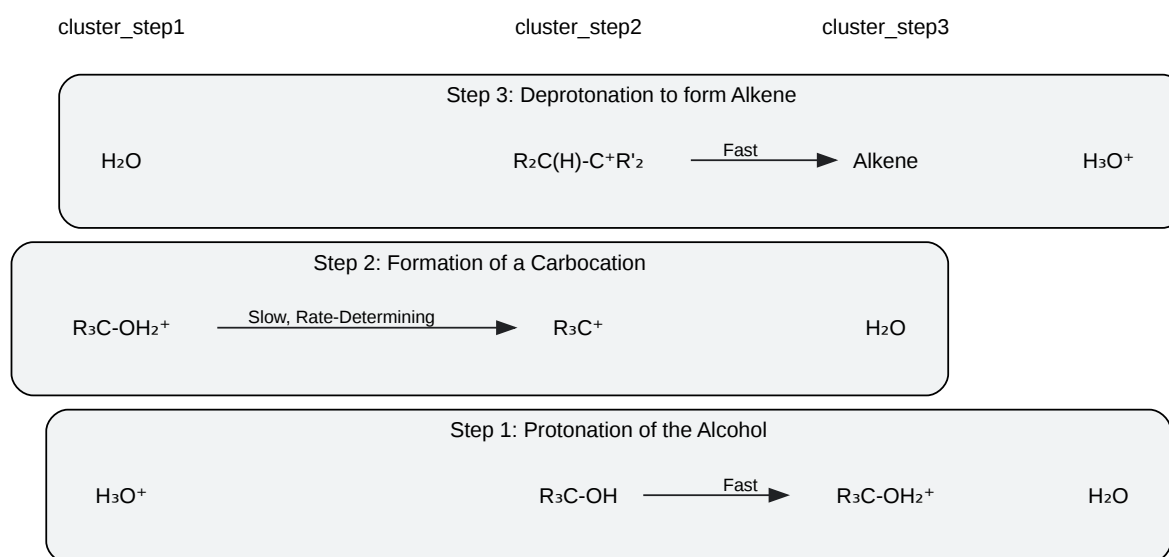 cluster_step1 cluster_step2 cluster_step3
Step 3: Deprotonation to form Alkene
H₂O R₂C(H)-C⁺R'₂ Fast Alkene H₃O⁺
Step 2: Formation of a Carbocation
R₃C-OH₂⁺ Slow, Rate-Determining R₃C⁺ H₂O
Step 1: Protonation of the Alcohol
H₃O⁺ R₃C-OH Fast R₃C-OH₂⁺ H₂O